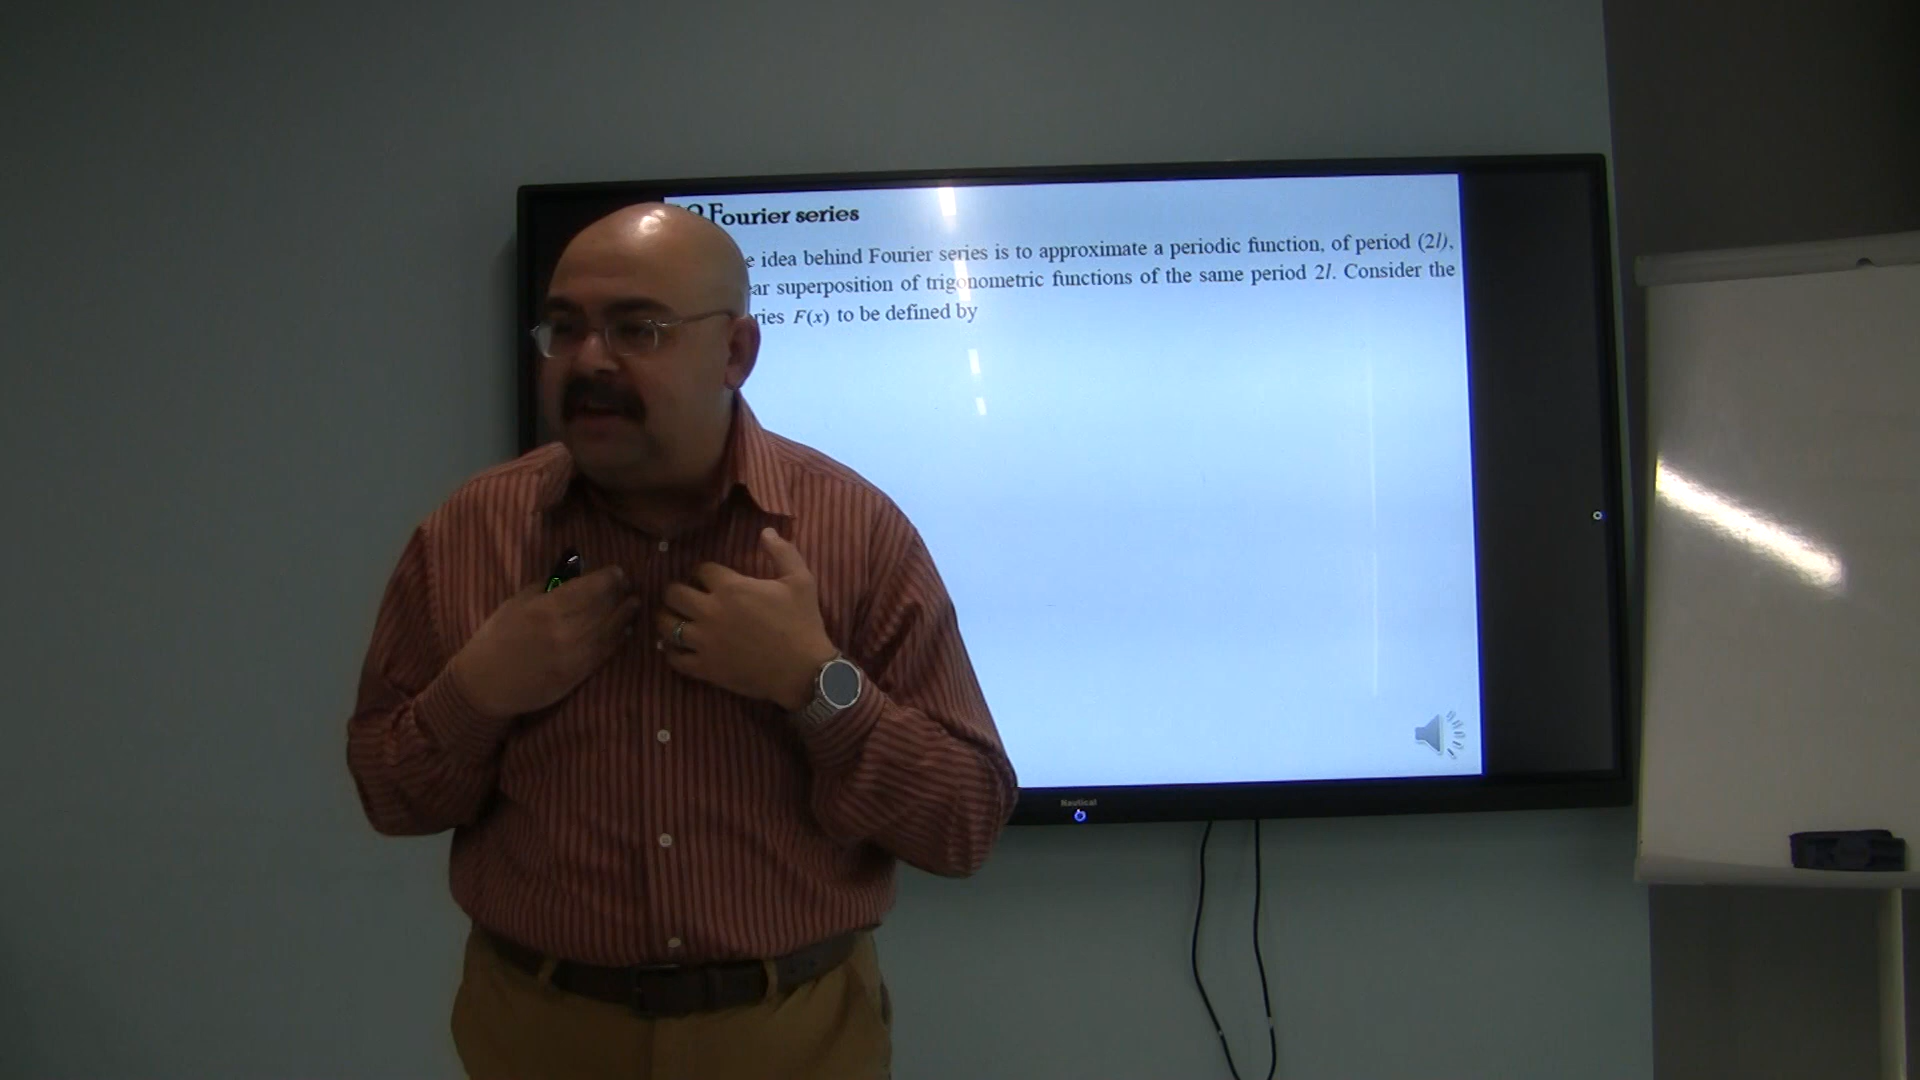 Fourier series
idea behind Fourier series is to approximate a periodic function, of period (2l),
superposition of trigonometric functions of the same period 2l. Consider the
F(x) to be defined by
Nautical